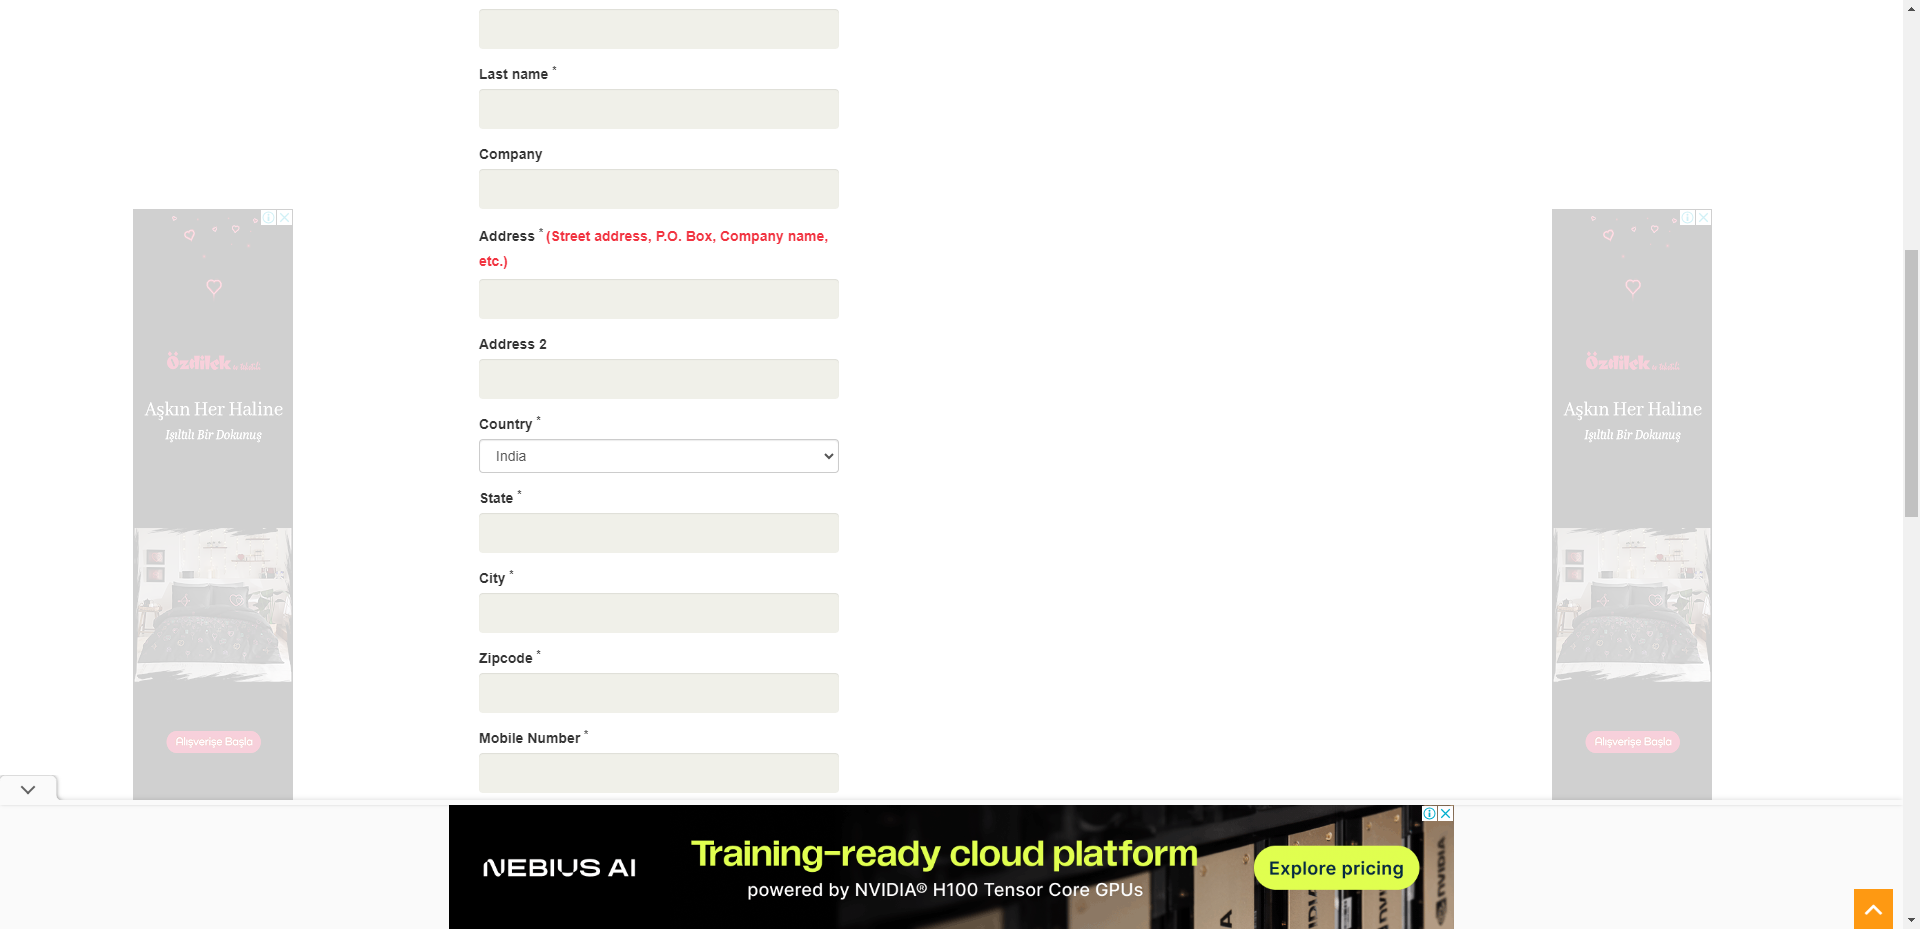 Last name *
Company
Address * (Street address, P.O. Box, Company name,
etc.)
Address 2
Country *
India
State *
City *
Zipcode *
Mobile Number *
Özdilek
Aşkın Her Haline
Işıltılı Bir Dokunuş
Alışverişe Başla
Özdilek
Aşkın Her Haline
Işıltılı Bir Dokunuş
Alışverişe Başla
NEBIUS AI
Training-ready cloud platform
powered by NVIDIA® H100 Tensor Core GPUs
Explore pricing
NVIDIA